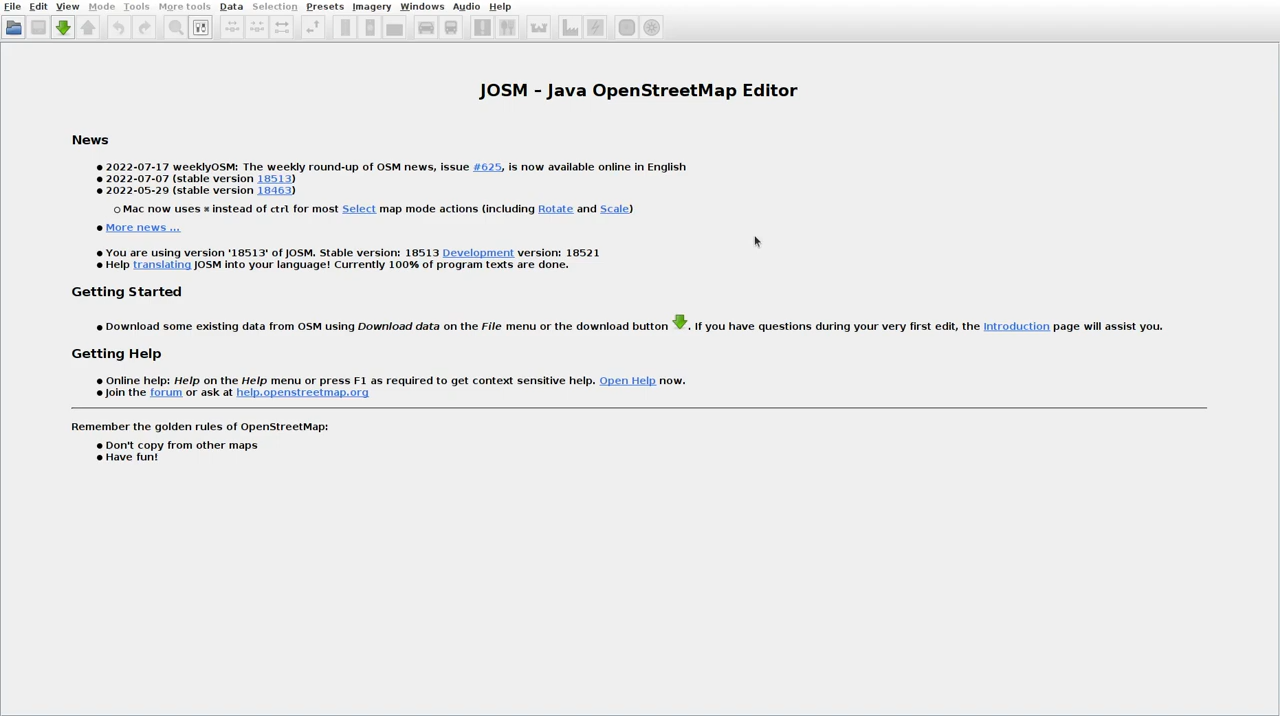 File Edit View Mode Tools More tools Data Selection Presets Imagery Windows Audio Help
JOSM – Java OpenStreetMap Editor
News
2022-07-17 weeklyOSM: The weekly round-up of OSM news, issue #625, is now available online in English
2022-07-07 (stable version 18513)
2022-05-29 (stable version 18463)
Mac now uses ⌘ instead of ctrl for most Select map mode actions (including Rotate and Scale)
More news ...
You are using version '18513' of JOSM. Stable version: 18513 Development version: 18521
Help translating JOSM into your language! Currently 100% of program texts are done.
Getting Started
Download some existing data from OSM using Download data on the File menu or the download button . If you have questions during your very first edit, the Introduction page will assist you.
Getting Help
Online help: Help on the Help menu or press F1 as required to get context sensitive help. Open Help now.
Join the forum or ask at help.openstreetmap.org
Remember the golden rules of OpenStreetMap:
Don't copy from other maps
Have fun!